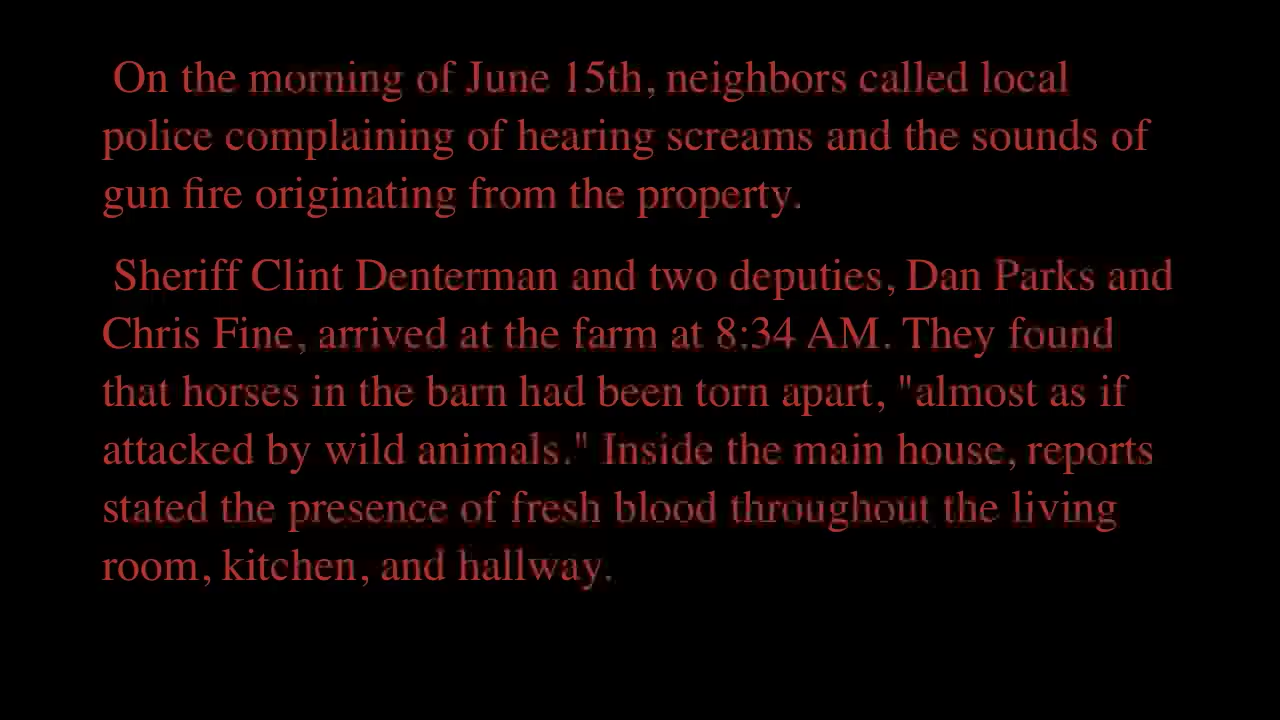 On the morning of June 15th, neighbors called local
police complaining of hearing screams and the sounds of
gun fire originating from the property.
Sheriff Clint Denterman and two deputies, Dan Parks and
Chris Fine, arrived at the farm at 8:34 AM. They found
that horses in the barn had been torn apart, "almost as if
attacked by wild animals." Inside the main house, reports
stated the presence of fresh blood throughout the living
room, kitchen, and hallway.